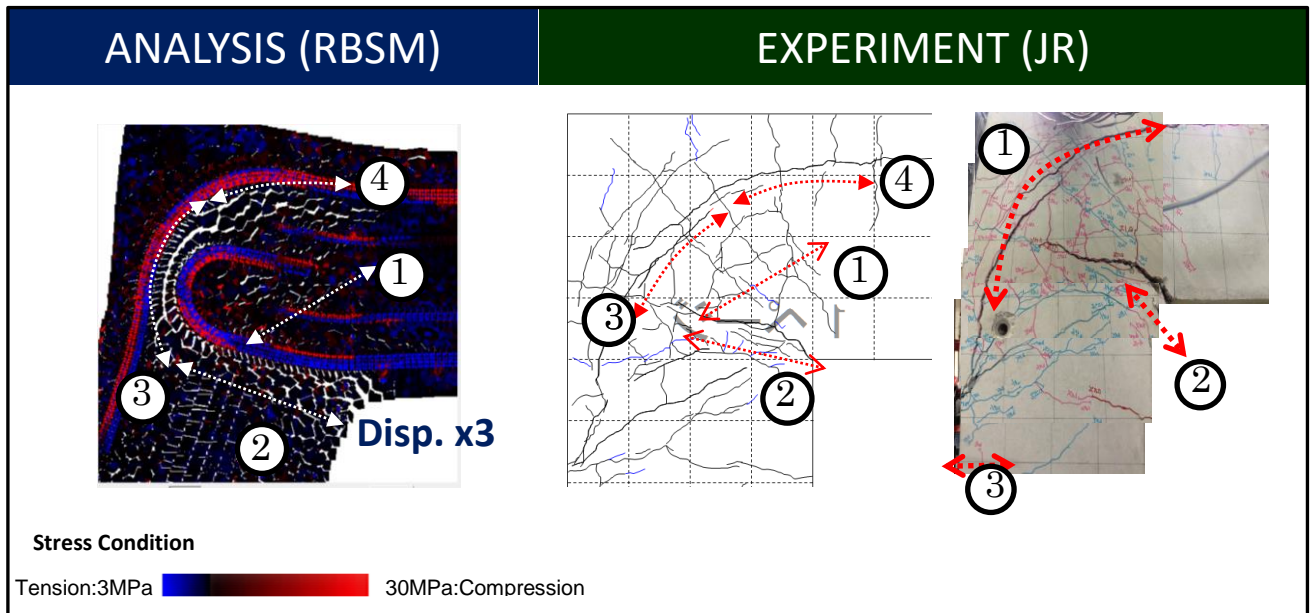 ANALYSIS (RBSM)
EXPERIMENT (JR)
4
1
3
2
Disp. x3
4
1
3
2
1
2
3
Stress Condition
Tension:3MPa
30MPa:Compression